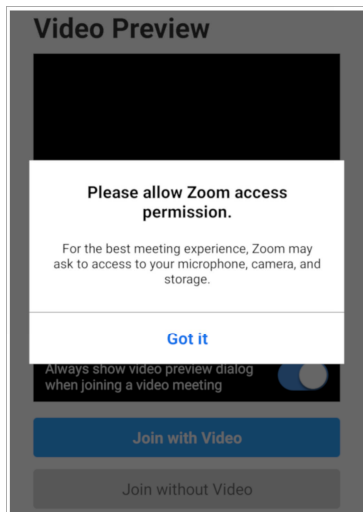 Video Preview
Please allow Zoom access
permission.
For the best meeting experience, Zoom may
ask to access to your microphone, camera, and
storage.
Got it
Always show video preview dialog
when joining a video meeting
Join with Video
Join without Video